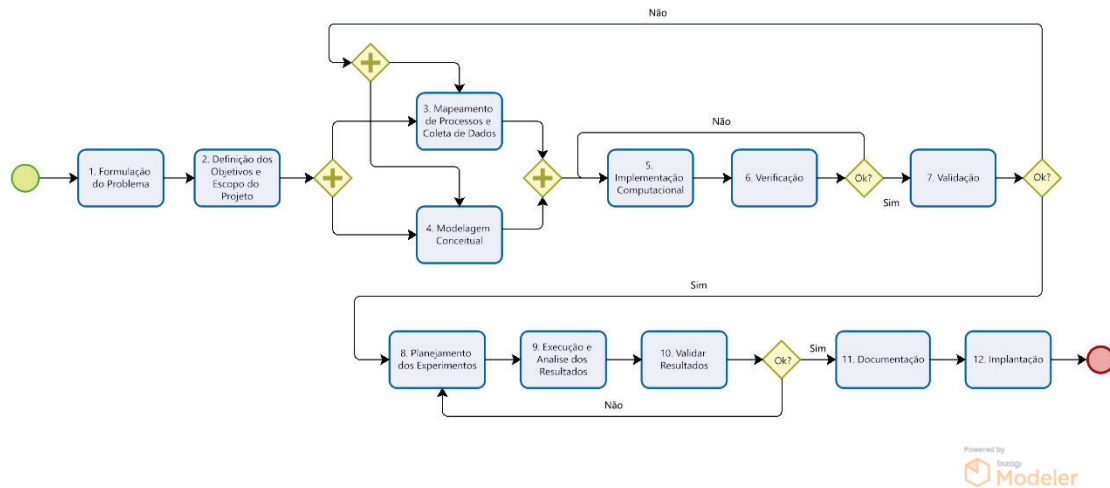 Não
3. Mapeamento
de Processos e
Coleta de Dados
Não
1. Formulação
do Problema
2. Definição dos
Objetivos e
Escopo do
Projeto
5.
Implementação
Computacional
6. Verificação
Ok?
Sim
7. Validação
Ok?
4. Modelagem
Conceitual
Sim
8. Planejamento
dos Experimentos
9. Execução e
Analise dos
Resultados
10. Validar
Resultados
Ok?
Sim
11. Documentação
12. Implantação
Não
Powered by
bizagi
Modeler